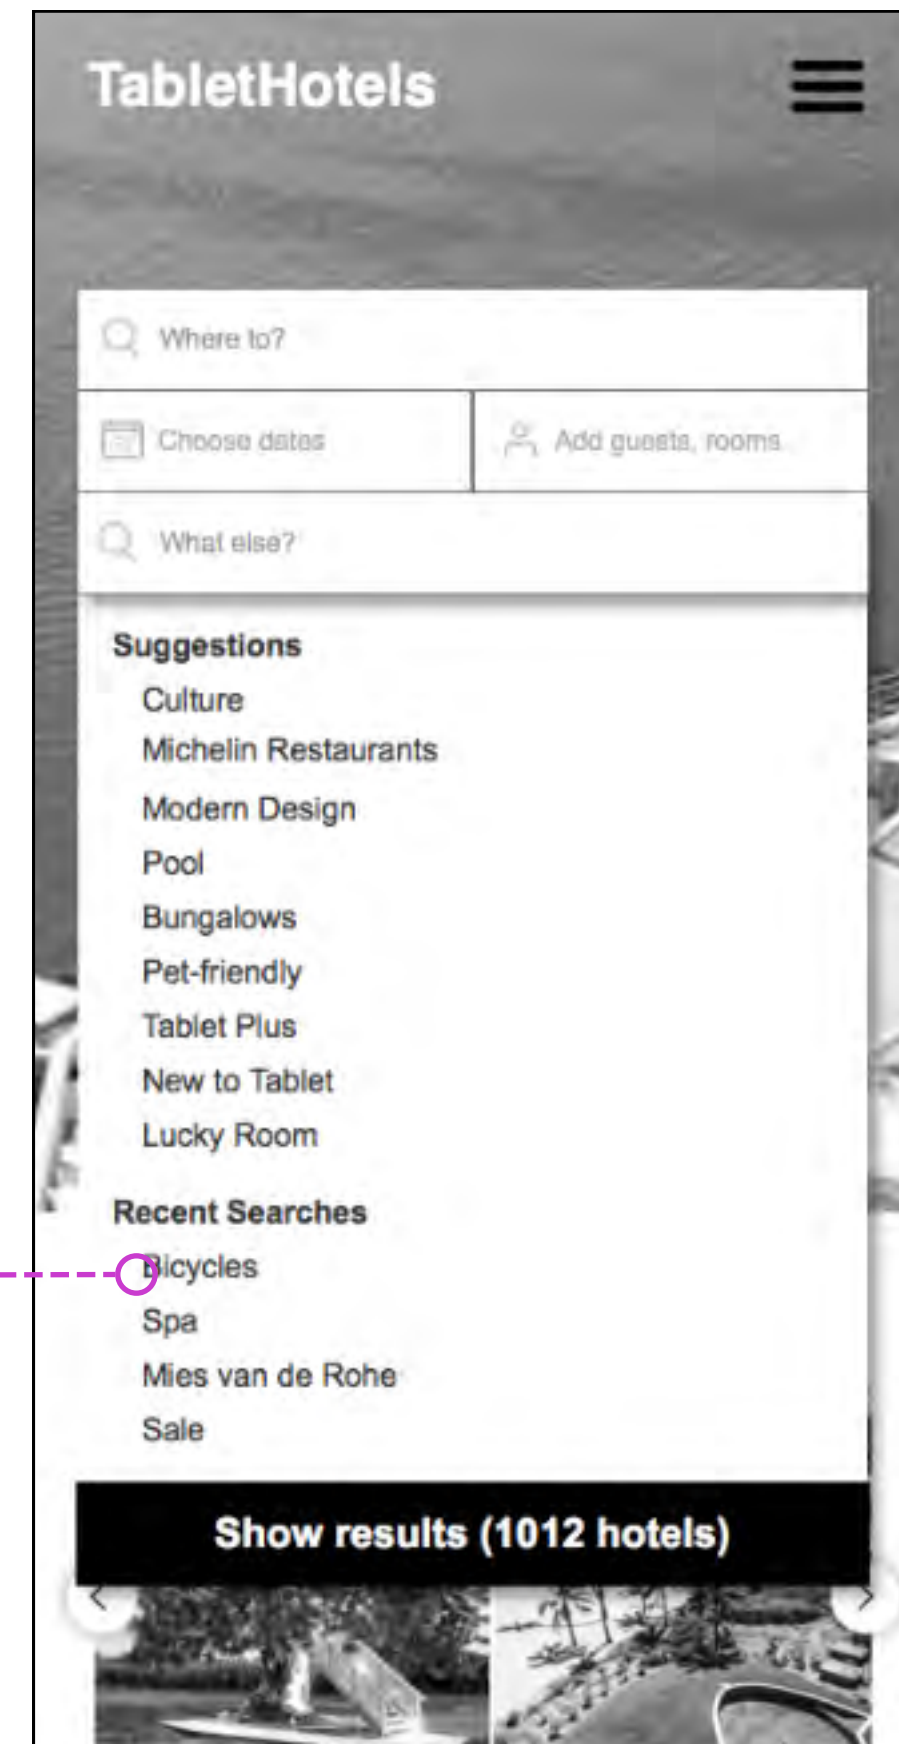 TabletHotels
Where to?
Choose dates
Add guests, rooms
What else?
Suggestions
Culture
Michelin Restaurants
Modern Design
Pool
Bungalows
Pet-friendly
Tablet Plus
New to Tablet
Lucky Room
Recent Searches
Bicycles
Spa
Mies van de Rohe
Sale
Show results (1012 hotels)